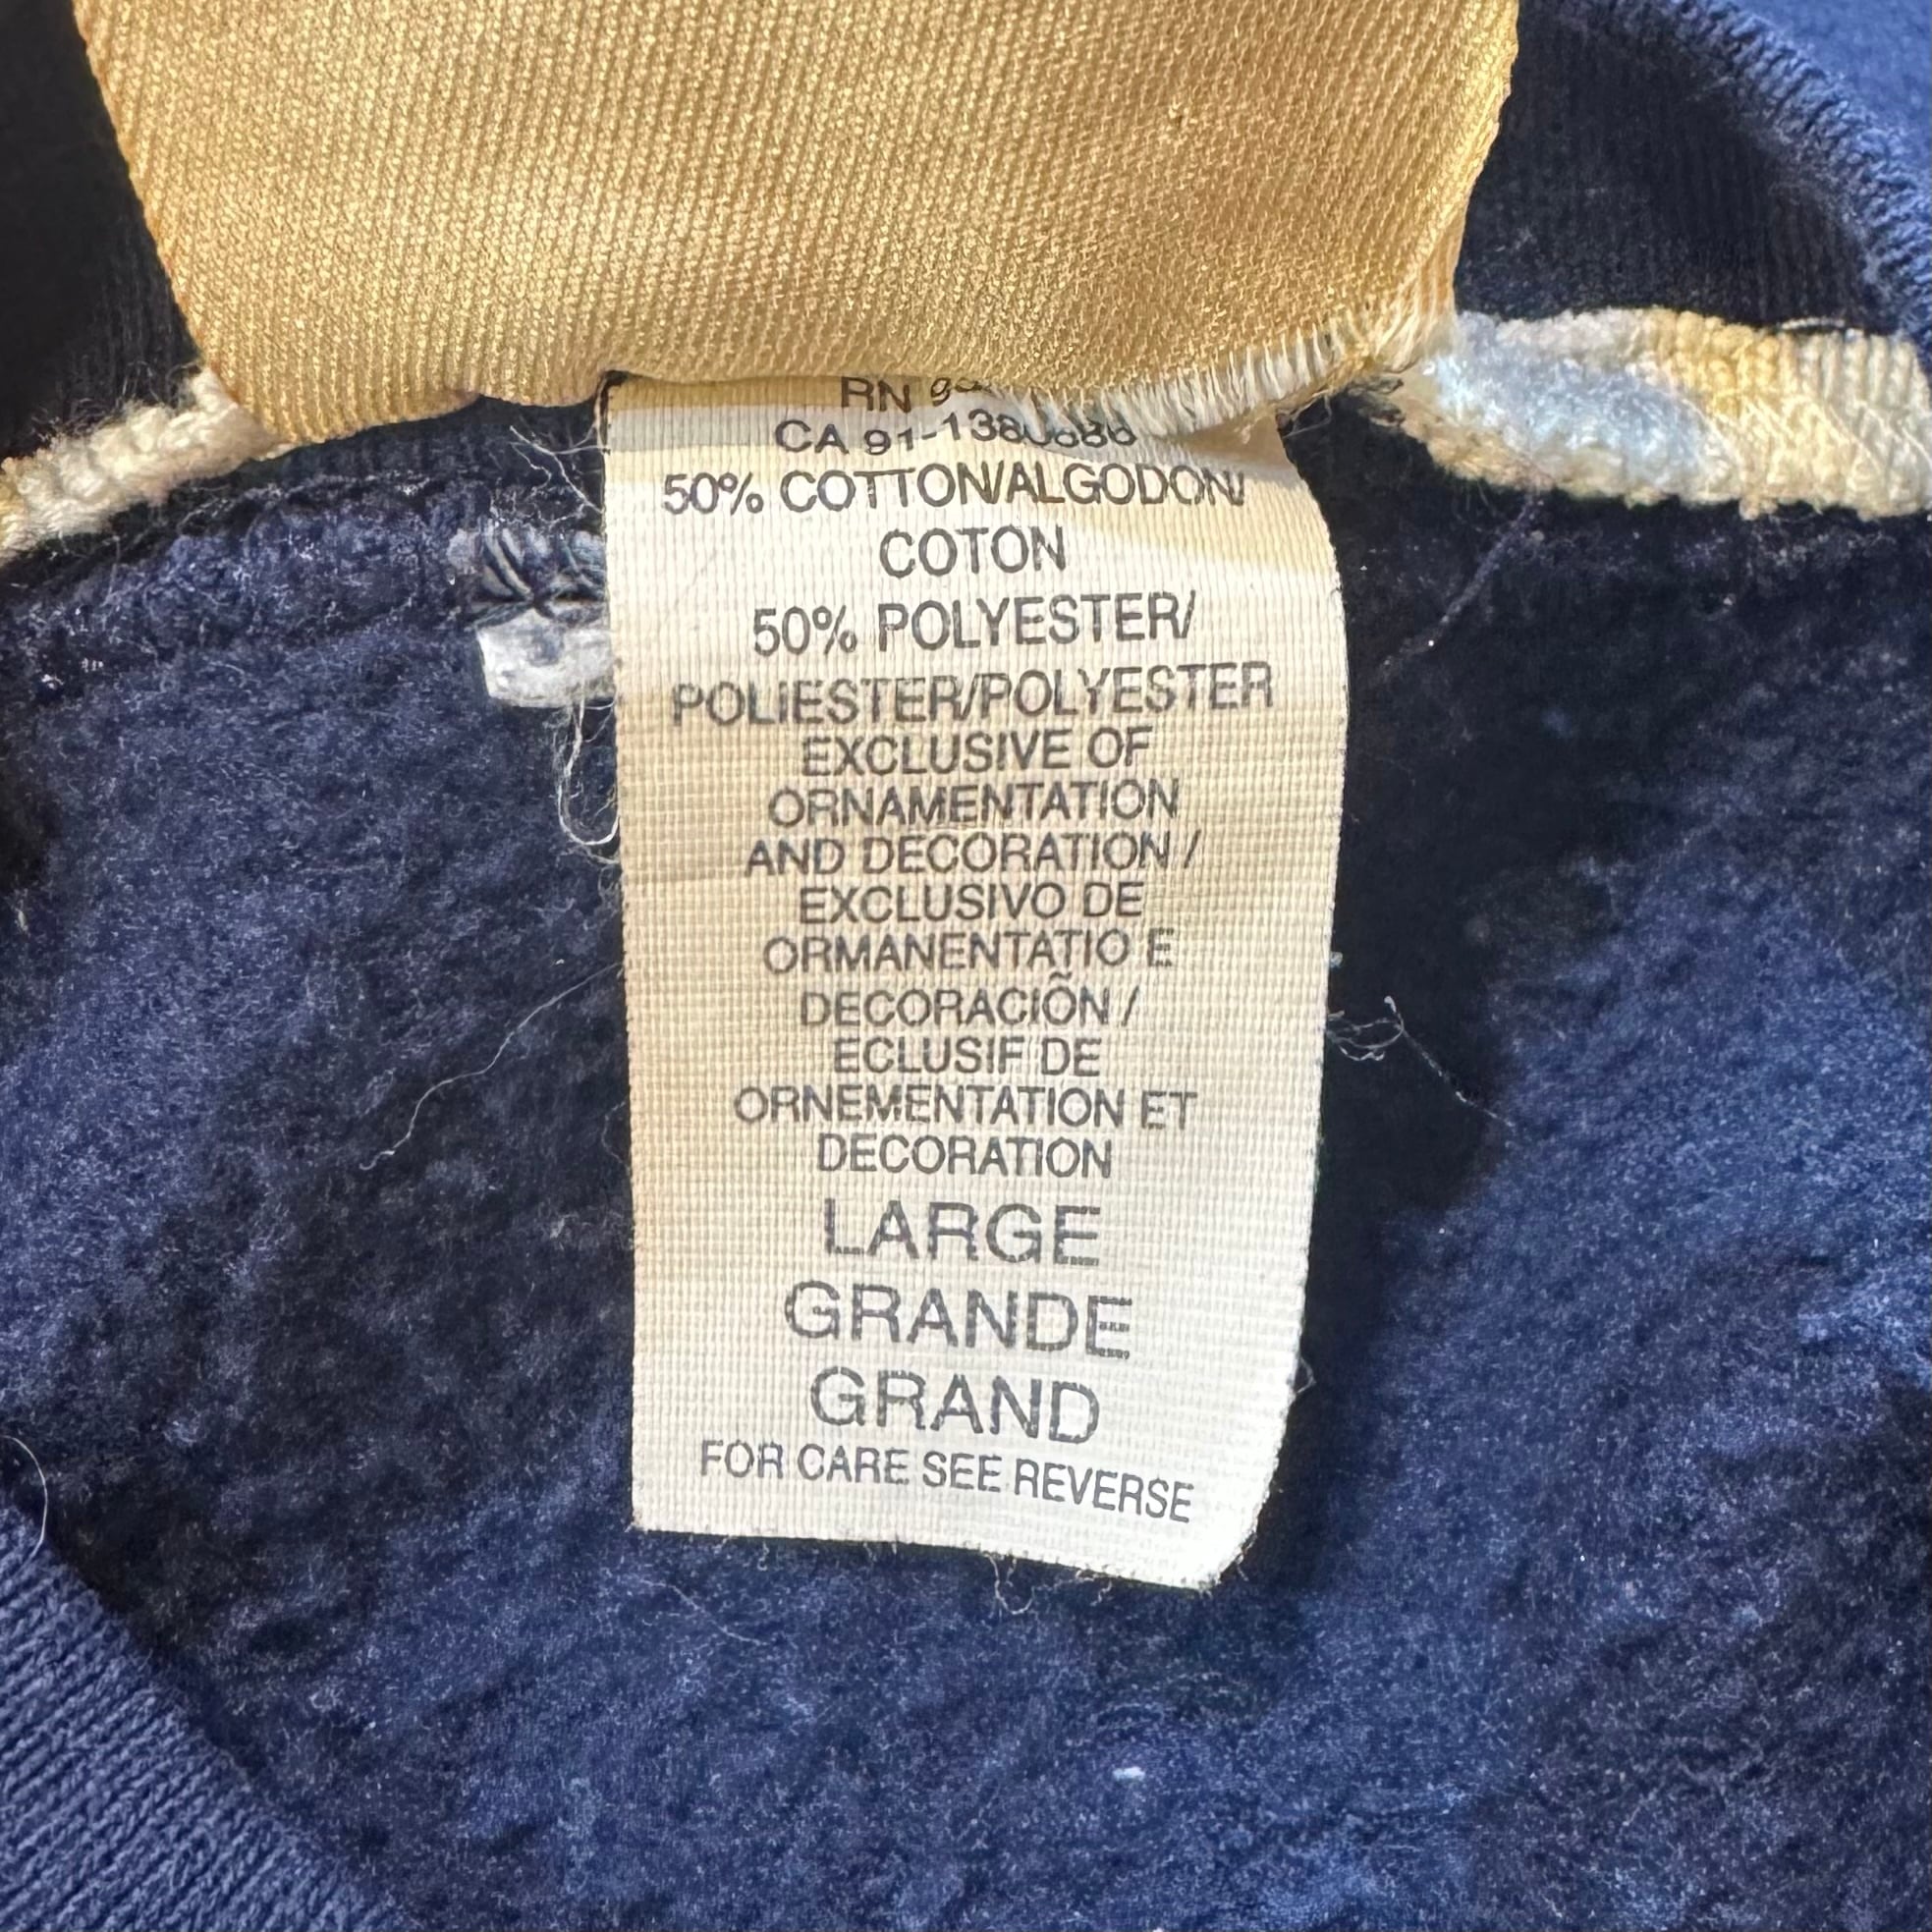 RN
CA 91-
50% COTTON/ALGODON/
COTON
50% POLYESTER/
POLIESTER/POLYESTER
EXCLUSIVE OF
ORNAMENTATION
AND DECORATION /
EXCLUSIVO DE
ORMANENTATIO E
DECORACIÕN /
ECLUSIF DE
ORNEMENTATION ET
DECORATION
LARGE
GRANDE
GRAND
FOR CARE SEE REVERSE